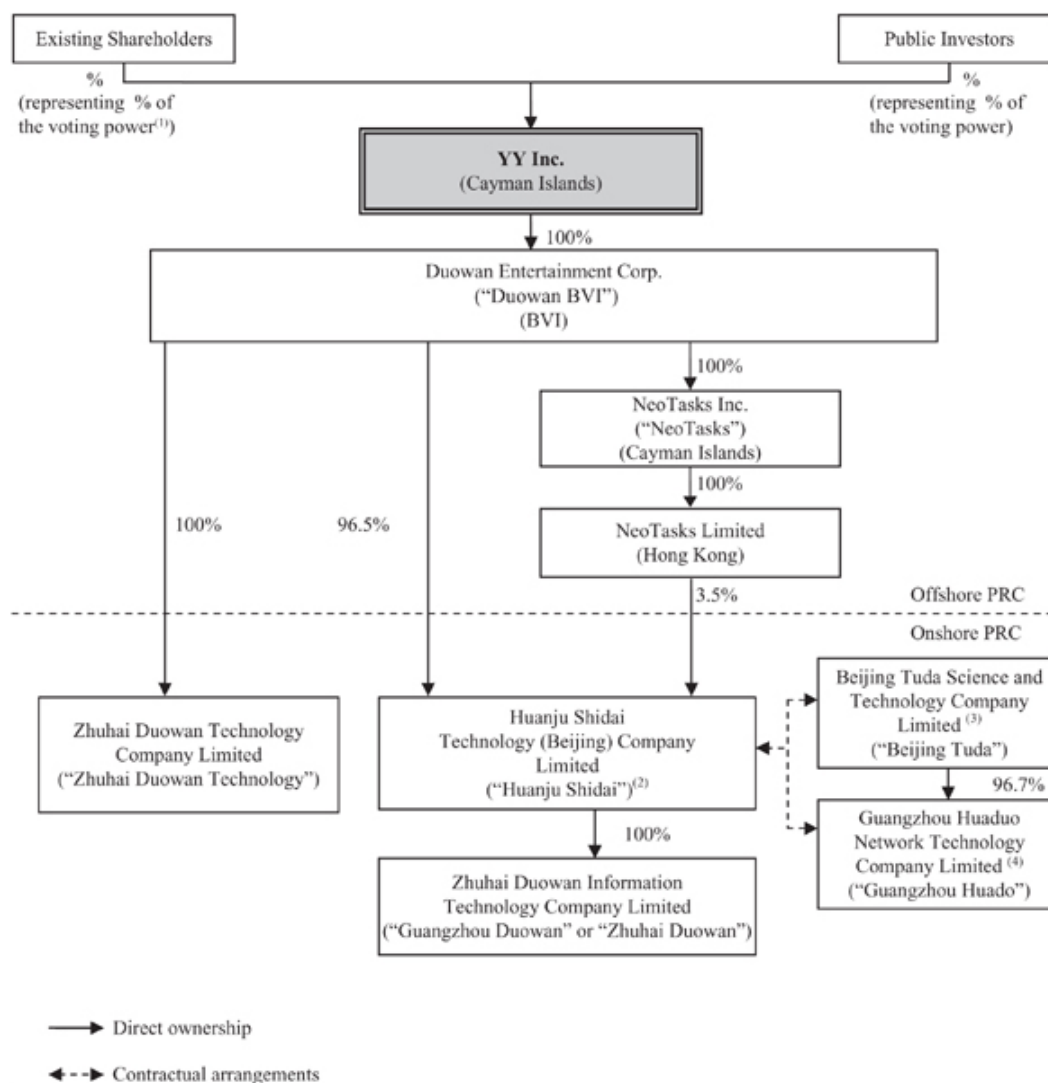 Existing Shareholders
Public Investors
%
(representing % of
the voting power(1))
%
(representing % of
the voting power)
YY Inc.
(Cayman Islands)
100%
Duowan Entertainment Corp.
(“Duowan BVI”)
(BVI)
100%
NeoTasks Inc.
(“NeoTasks”)
(Cayman Islands)
100%
100%
96.5%
NeoTasks Limited
(Hong Kong)
3.5%
Offshore PRC
Onshore PRC
Zhuhai Duowan Technology
Company Limited
(“Zhuhai Duowan Technology”)
Huanju Shidai
Technology (Beijing) Company
Limited
(“Huanju Shidai”)(2)
Beijing Tuda Science and
Technology Company
Limited (3)
(“Beijing Tuda”)
96.7%
100%
Guangzhou Huaduo
Network Technology
Company Limited (4)
(“Guangzhou Huado”)
Zhuhai Duowan Information
Technology Company Limited
(“Guangzhou Duowan” or “Zhuhai Duowan”)
Direct ownership
Contractual arrangements